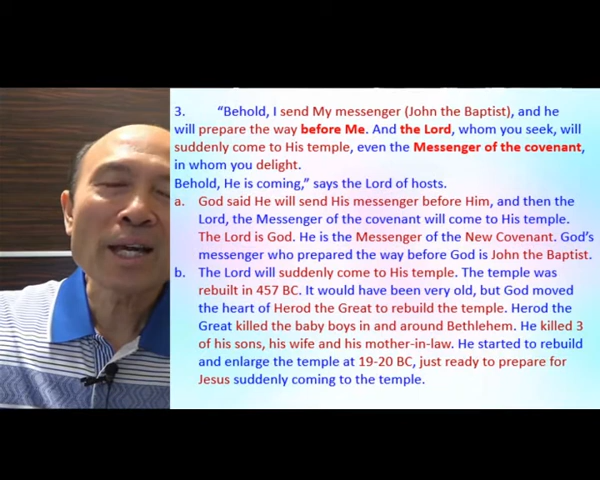 3. “Behold, I send My messenger (John the Baptist), and he
will prepare the way before Me. And the Lord, whom you seek, will
suddenly come to His temple, even the Messenger of the covenant,
in whom you delight.
Behold, He is coming,” says the Lord of hosts.
a. God said He will send His messenger before Him, and then the
Lord, the Messenger of the covenant will come to His temple.
The Lord is God. He is the Messenger of the New Covenant. God’s
messenger who prepared the way before God is John the Baptist.
b. The Lord will suddenly come to His temple. The temple was
rebuilt in 457 BC. It would have been very old, but God moved
the heart of Herod the Great to rebuild the temple. Herod the
Great killed the baby boys in and around Bethlehem. He killed 3
of his sons, his wife and his mother-in-law. He started to rebuild
and enlarge the temple at 19-20 BC, just ready to prepare for
Jesus suddenly coming to the temple.